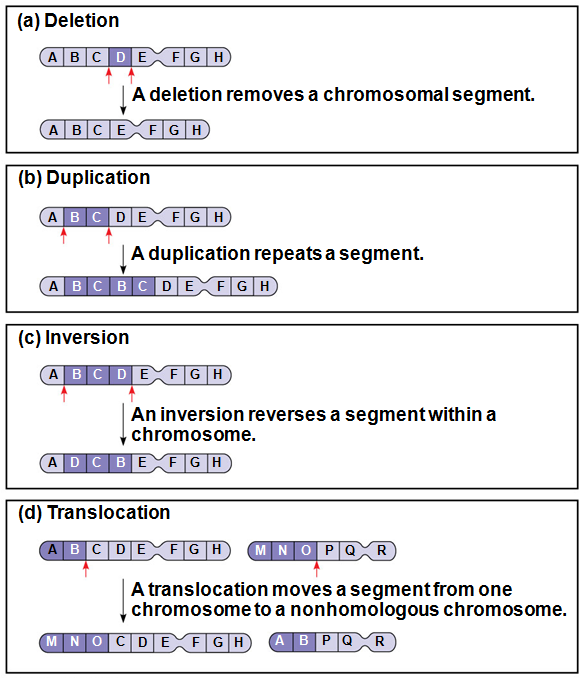 (a) Deletion
A B C D E F G H
A deletion removes a chromosomal segment.
A B C E F G H
(b) Duplication
A B C D E F G H
A duplication repeats a segment.
A B C B C D E F G H
(c) Inversion
A B C D E F G H
An inversion reverses a segment within a
chromosome.
A D C B E F G H
(d) Translocation
A B C D E F G H M N O P Q R
A translocation moves a segment from one
chromosome to a nonhomologous chromosome.
M N O C D E F G H A B P Q R